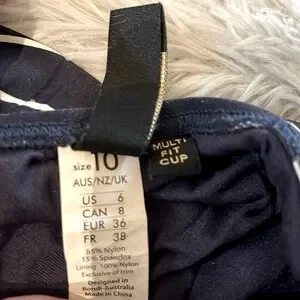 size 10
AUS/NZ/UK
US 6
CAN 8
EUR 36
FR 38
85% Nylon
15% Spandex
Lining 100% Nylon
Exclusive of trim
Designed in
Bondi-Australia
Made in China
MULTI
FIT
CUP